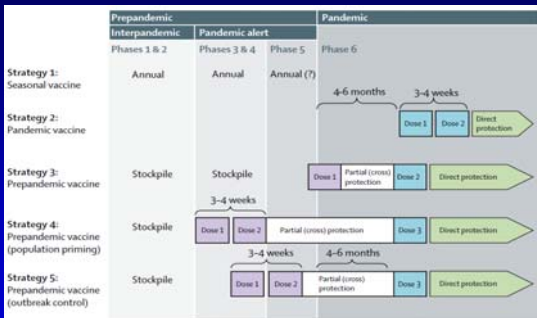 Prepandemic Pandemic
Interpandemic Pandemic alert
Phases 1 & 2 Phases 3 & 4 Phase 5 Phase 6
Strategy 1: Annual Annual Annual (?)
Seasonal vaccine
4-6 months 3-4 weeks
Strategy 2: Dose 1 Dose 2 Direct protection
Pandemic vaccine
Strategy 3: Stockpile Stockpile Dose 1 Partial (cross) protection Dose 2 Direct protection
Prepandemic vaccine
3-4 weeks
Strategy 4: Stockpile Dose 1 Dose 2 Partial (cross) protection Dose 3 Direct protection
Prepandemic vaccine
(population priming)
3-4 weeks 4-6 months
Strategy 5: Stockpile Dose 1 Dose 2 Partial (cross) protection Dose 3 Direct protection
Prepandemic vaccine
(outbreak control)